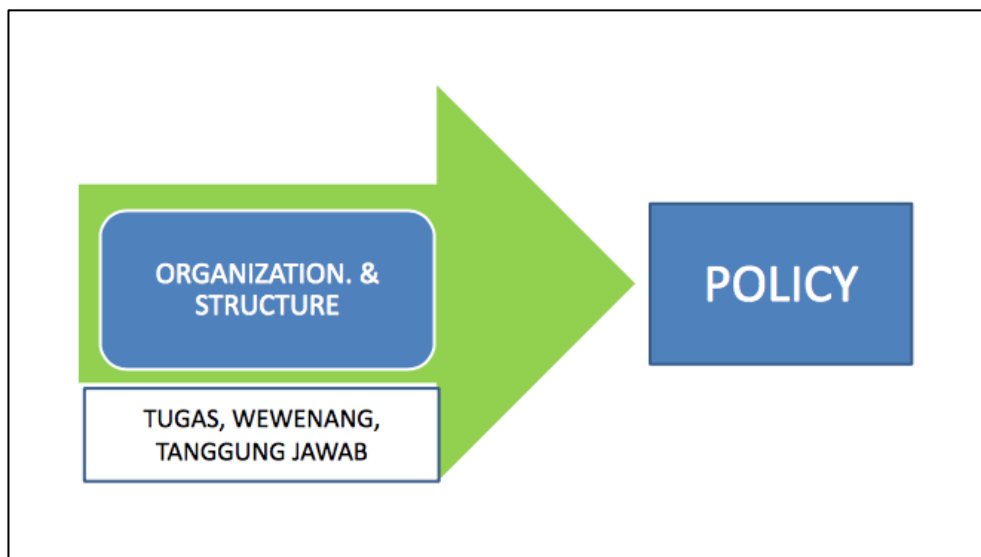 ORGANIZATION. &
STRUCTURE
TUGAS, WEWENANG,
TANGGUNG JAWAB
POLICY